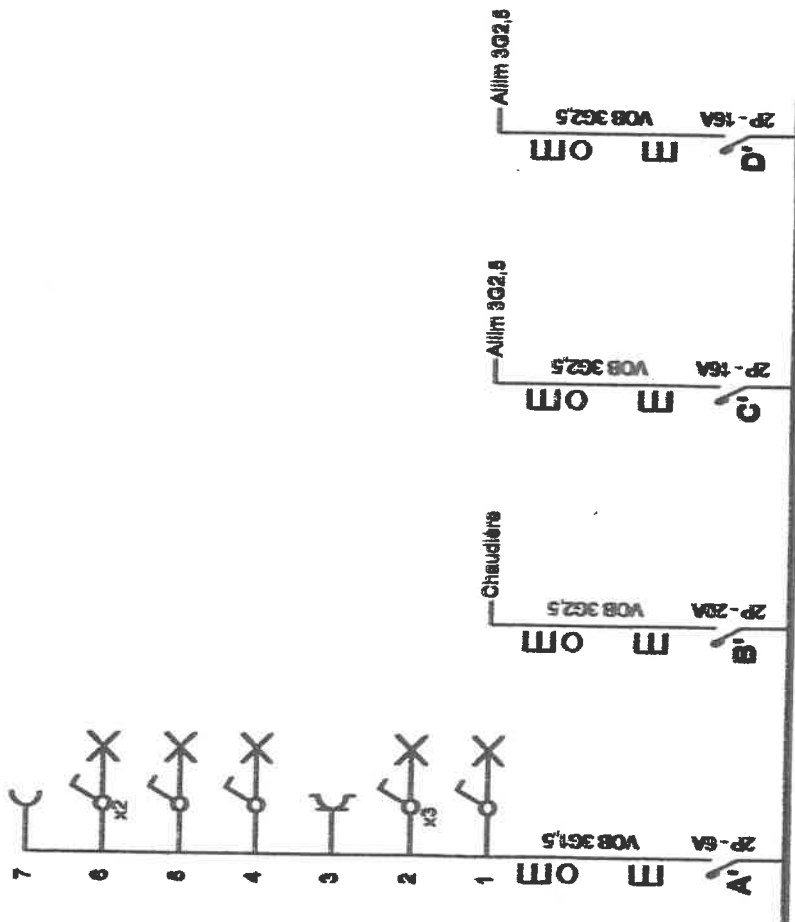 7
6
x2
5
4
3
2
x3
1
VOB 3G1,5
2P - 6A
A'
Chaudière
VOB 3G2,5
2P - 20A
B'
Alim 3G2,5
VOB 3G2,5
2P - 16A
C'
Alim 3G2,5
VOB 3G2,5
2P - 16A
D'